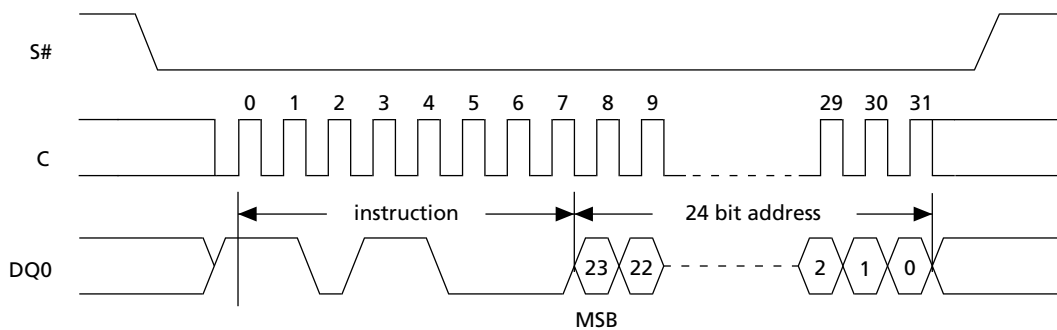 S#
0 1 2 3 4 5 6 7 8 9 29 30 31
C
instruction 24 bit address
DQ0 23 22 2 1 0
MSB